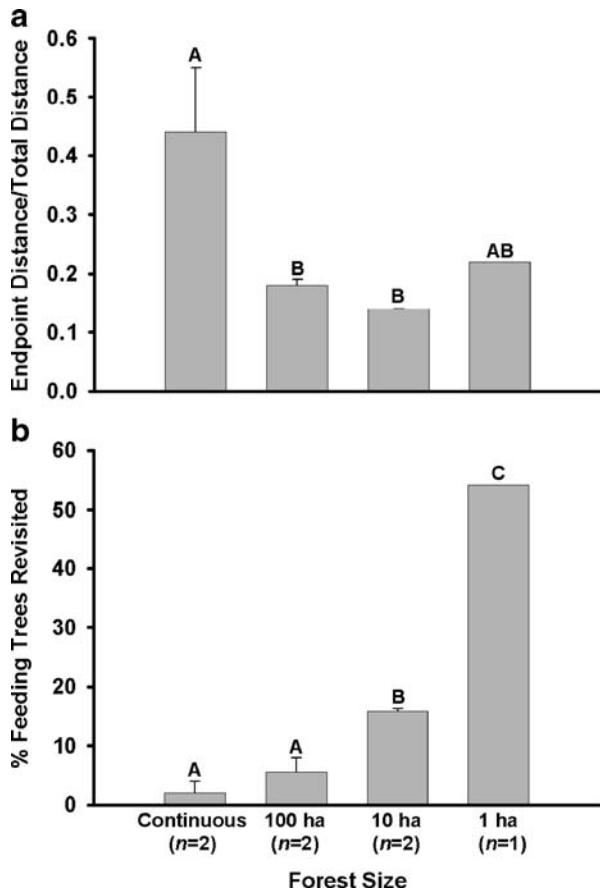 a
Endpoint Distance/Total Distance
0.6
0.5
0.4
0.3
0.2
0.1
0.0
A
B
B
AB
b
% Feeding Trees Revisited
60
50
40
30
20
10
0
A
A
B
C
Continuous 100 ha 10 ha 1 ha
(n=2) (n=2) (n=2) (n=1)
Forest Size